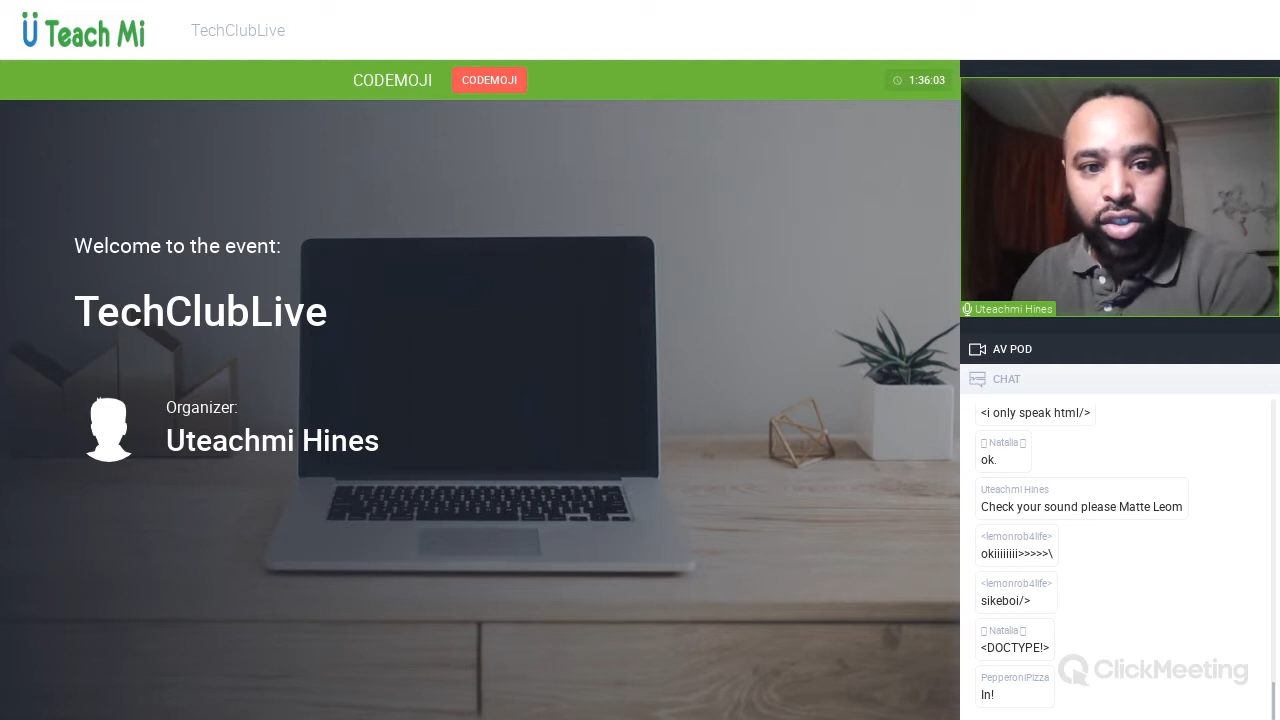 Ü Teach Mi
TechClubLive
CODEMOJI
CODEMOJI
1:36:03
Welcome to the event:
TechClubLive
Organizer:
Uteachmi Hines
Uteachmi Hines
AV POD
CHAT
<i only speak html/>
Natalia
ok.
Uteachmi Hines
Check your sound please Matte Leom
<lemonrob4life>
okiiiiiiii>>>>>\
<lemonrob4life>
sikeboi/>
Natalia
<DOCTYPE!>
PepperoniPizza
In!
ClickMeeting